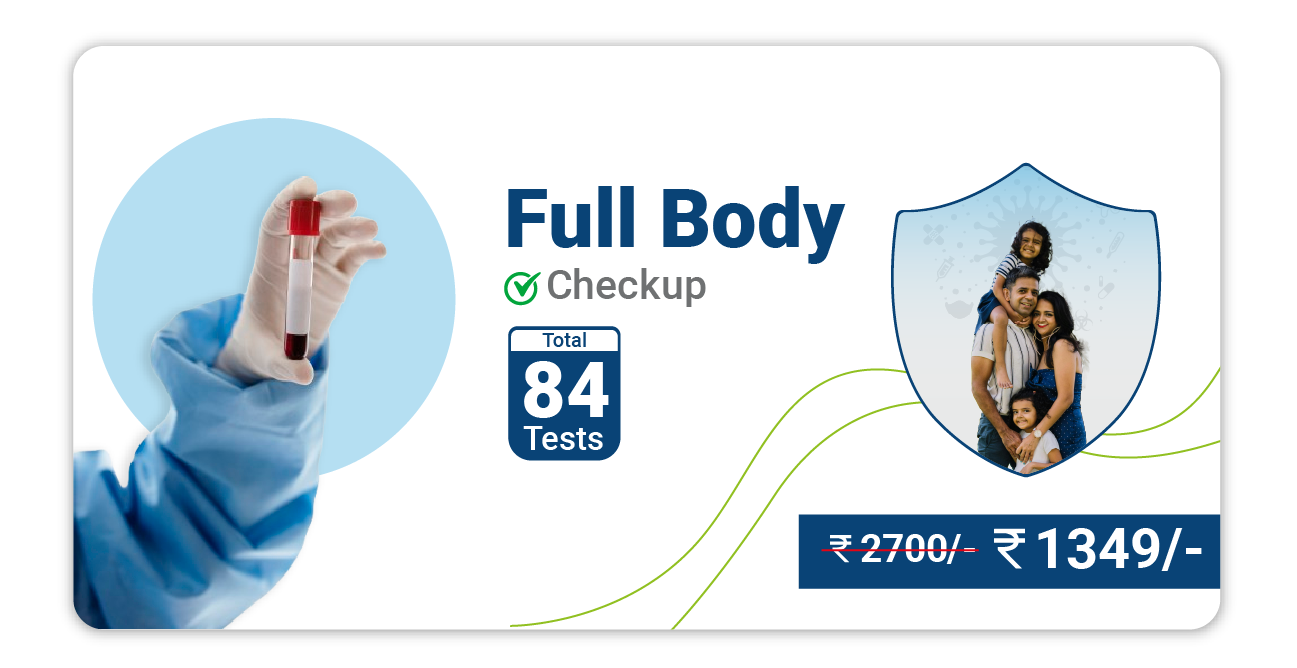 Full Body
Checkup
Total
84
Tests
₹ 2700/- ₹ 1349/-